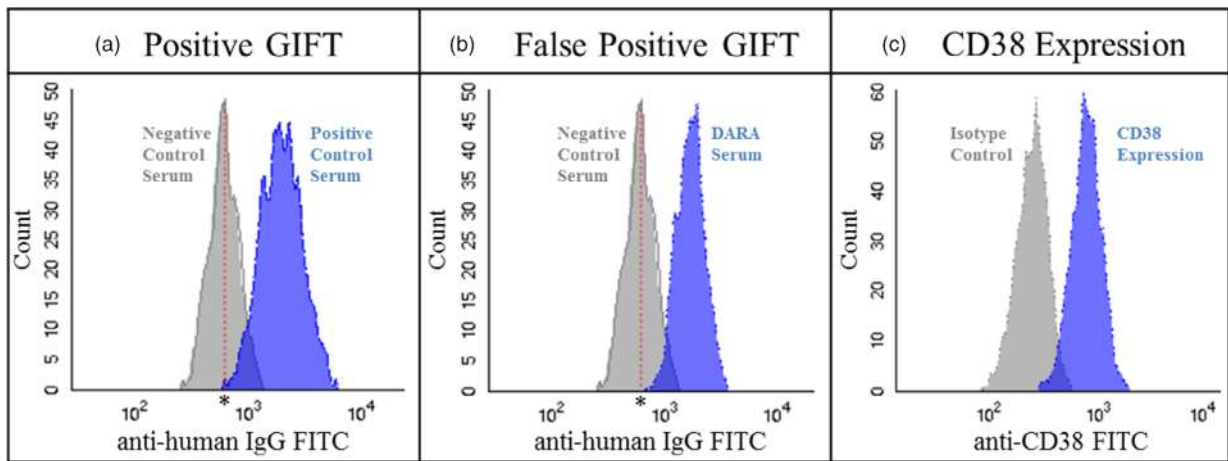 (a) Positive GIFT
(b) False Positive GIFT
(c) CD38 Expression
50
45
40
35
30
25
20
15
10
5
0
Count
Negative
Control
Serum
Positive
Control
Serum
10² 10³ 10⁴
*
anti-human IgG FITC
50
45
40
35
30
25
20
15
10
5
0
Count
Negative
Control
Serum
DARA
Serum
10² 10³ 10⁴
*
anti-human IgG FITC
60
50
40
30
20
10
0
Count
Isotype
Control
CD38
Expression
10² 10³ 10⁴
anti-CD38 FITC